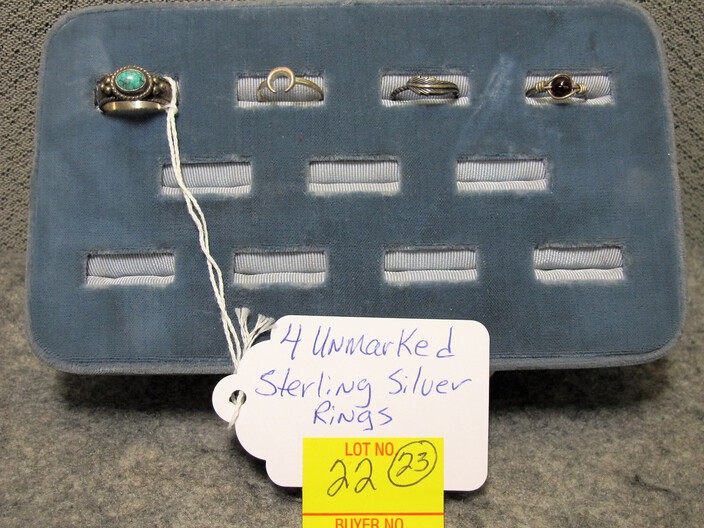 4 Unmarked
Sterling Silver
Rings
LOT NO.
22 23
BUYER NO.